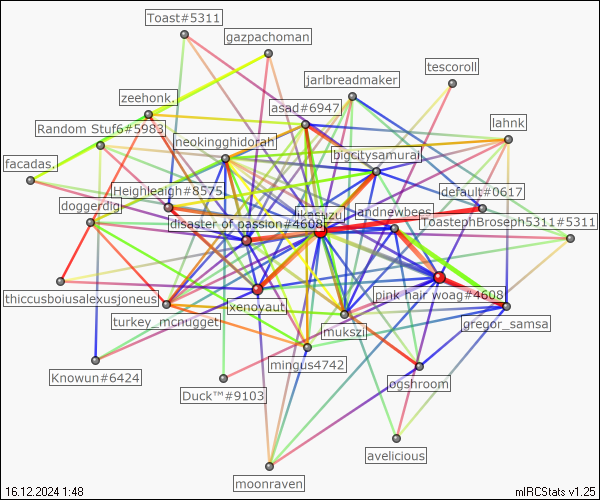 Toast#5311
gazpachoman
tescoroll
jarlbreadmaker
zeehonk.
asad#6947
lahnk
Random Stuf6#5983
neokingghidorah
bigcitysamurai
facadas.
Heighleaigh#8575
default#0617
doggerdig
ikasuzu
landnewbees
ToastephBroseph5311#5311
disaster of passion#4608
thiccusboiusalexusjoneus
xenoyaut
pink hair woag#4608
turkey_mcnugget
mukszi
gregor_samsa
mingus4742
Knowun#6424
ogshroom
Duck™#9103
avelicious
moonraven
16.12.2024 1:48
mIRCStats v1.25